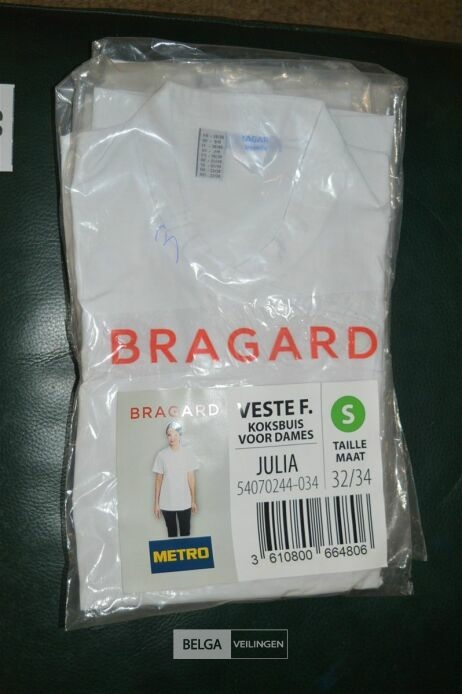 BRAGARD
BRAGARD
VESTE F.
KOKSBUIS
VOOR DAMES
JULIA
54070244-034
S
TAILLE
MAAT
32/34
METRO
3 610800 664806
BELGA VEILINGEN